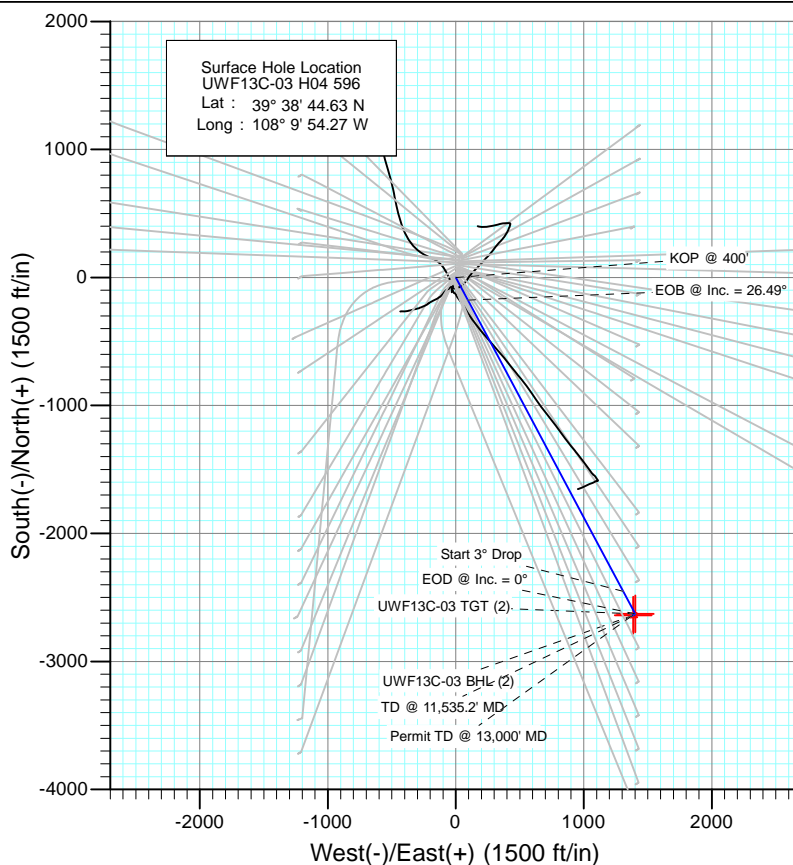 2000
Surface Hole Location
UWF13C-03 H04 596
Lat : 39° 38' 44.63 N
Long : 108° 9' 54.27 W
1000
KOP @ 400'
0
EOB @ Inc. = 26.49°
-1000
South(-)/North(+) (1500 ft/in)
-2000
Start 3° Drop
EOD @ Inc. = 0°
UWF13C-03 TGT (2)
-3000
UWF13C-03 BHL (2)
TD @ 11,535.2' MD
Permit TD @ 13,000' MD
-4000
-2000 -1000 0 1000 2000
West(-)/East(+) (1500 ft/in)